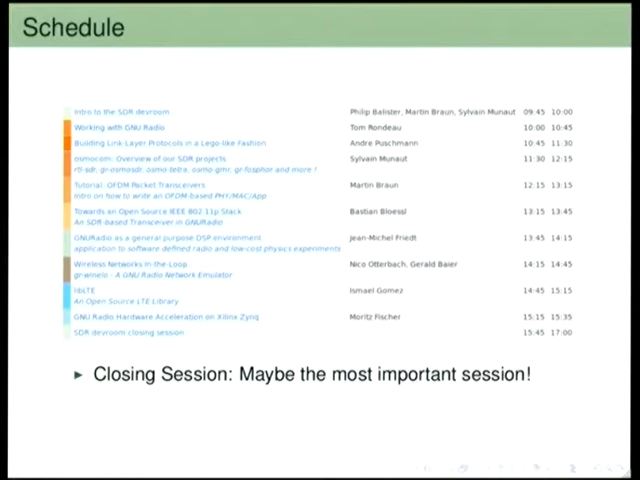 Schedule
Intro to the SDR devroom Philip Balister, Martin Braun, Sylvain Munaut 09:45 10:00
Working with GNU Radio Tom Rondeau 10:00 10:45
Building Link-Layer Protocols in a Lego-like Fashion Andre Puschmann 10:45 11:30
osmocom: Overview of our SDR projects Sylvain Munaut 11:30 12:15
rtl-sdr, gr-osmosdr, osmo-tetra, osmo-gmr, gr-fosphor and more !
Tutorial: OFDM Packet Transceivers Martin Braun 12:15 13:15
Intro on how to write an OFDM-based PHY/MAC/App
Towards an Open Source IEEE 802.11p Stack Bastian Bloessl 13:15 13:45
An SDR-based Transceiver in GNURadio
GNURadio as a general purpose DSP environment Jean-Michel Friedt 13:45 14:15
application to software defined radio and low-cost physics experiments
Wireless Networks In-the-Loop Nico Otterbach, Gerald Baier 14:15 14:45
gr-winelo - A GNU Radio Network Emulator
libLTE Ismael Gomez 14:45 15:15
An Open Source LTE Library
GNU Radio Hardware Acceleration on Xilinx Zynq Moritz Fischer 15:15 15:35
SDR devroom closing session 15:45 17:00
► Closing Session: Maybe the most important session!